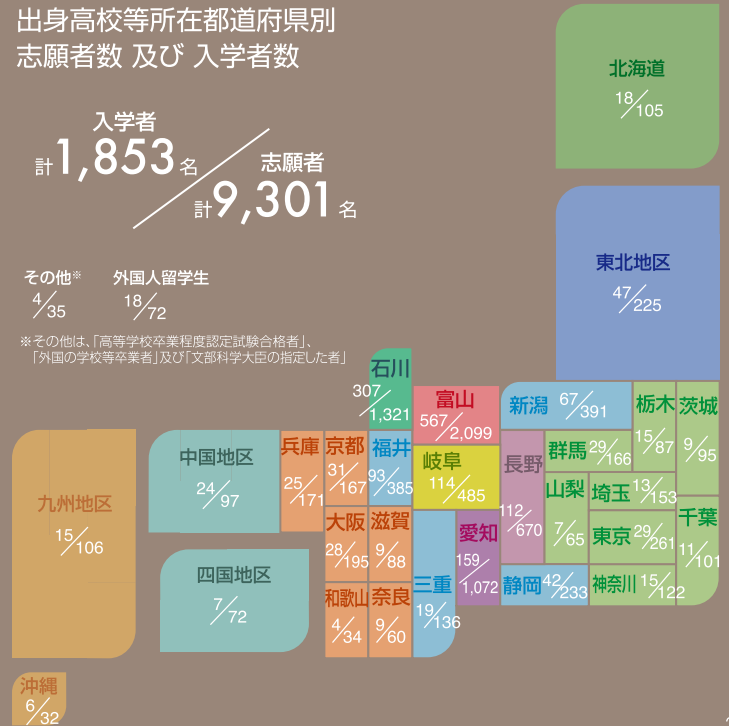 出身高校等所在都道府県別
志願者数 及び 入学者数
入学者
計1,853名
志願者
計9,301名
その他※
4/35
外国人留学生
18/72
※その他は、「高等学校卒業程度認定試験合格者」、
「外国の学校等卒業者」及び「文部科学大臣の指定した者」
北海道
18/105
東北地区
47/225
石川
307/1,321
富山
567/2,099
新潟 67/391
栃木
15/87
茨城
9/95
九州地区
15/106
中国地区
24/97
兵庫
25/171
京都
31/167
福井
93/385
岐阜
114/485
長野
112/670
群馬 29/166
山梨
7/65
埼玉 13/153
東京 29/261
千葉
11/101
神奈川 15/122
四国地区
7/72
大阪
28/195
滋賀
9/88
愛知
159/1,072
静岡 42/233
三重
19/136
和歌山
4/34
奈良
9/60
沖縄
6/32